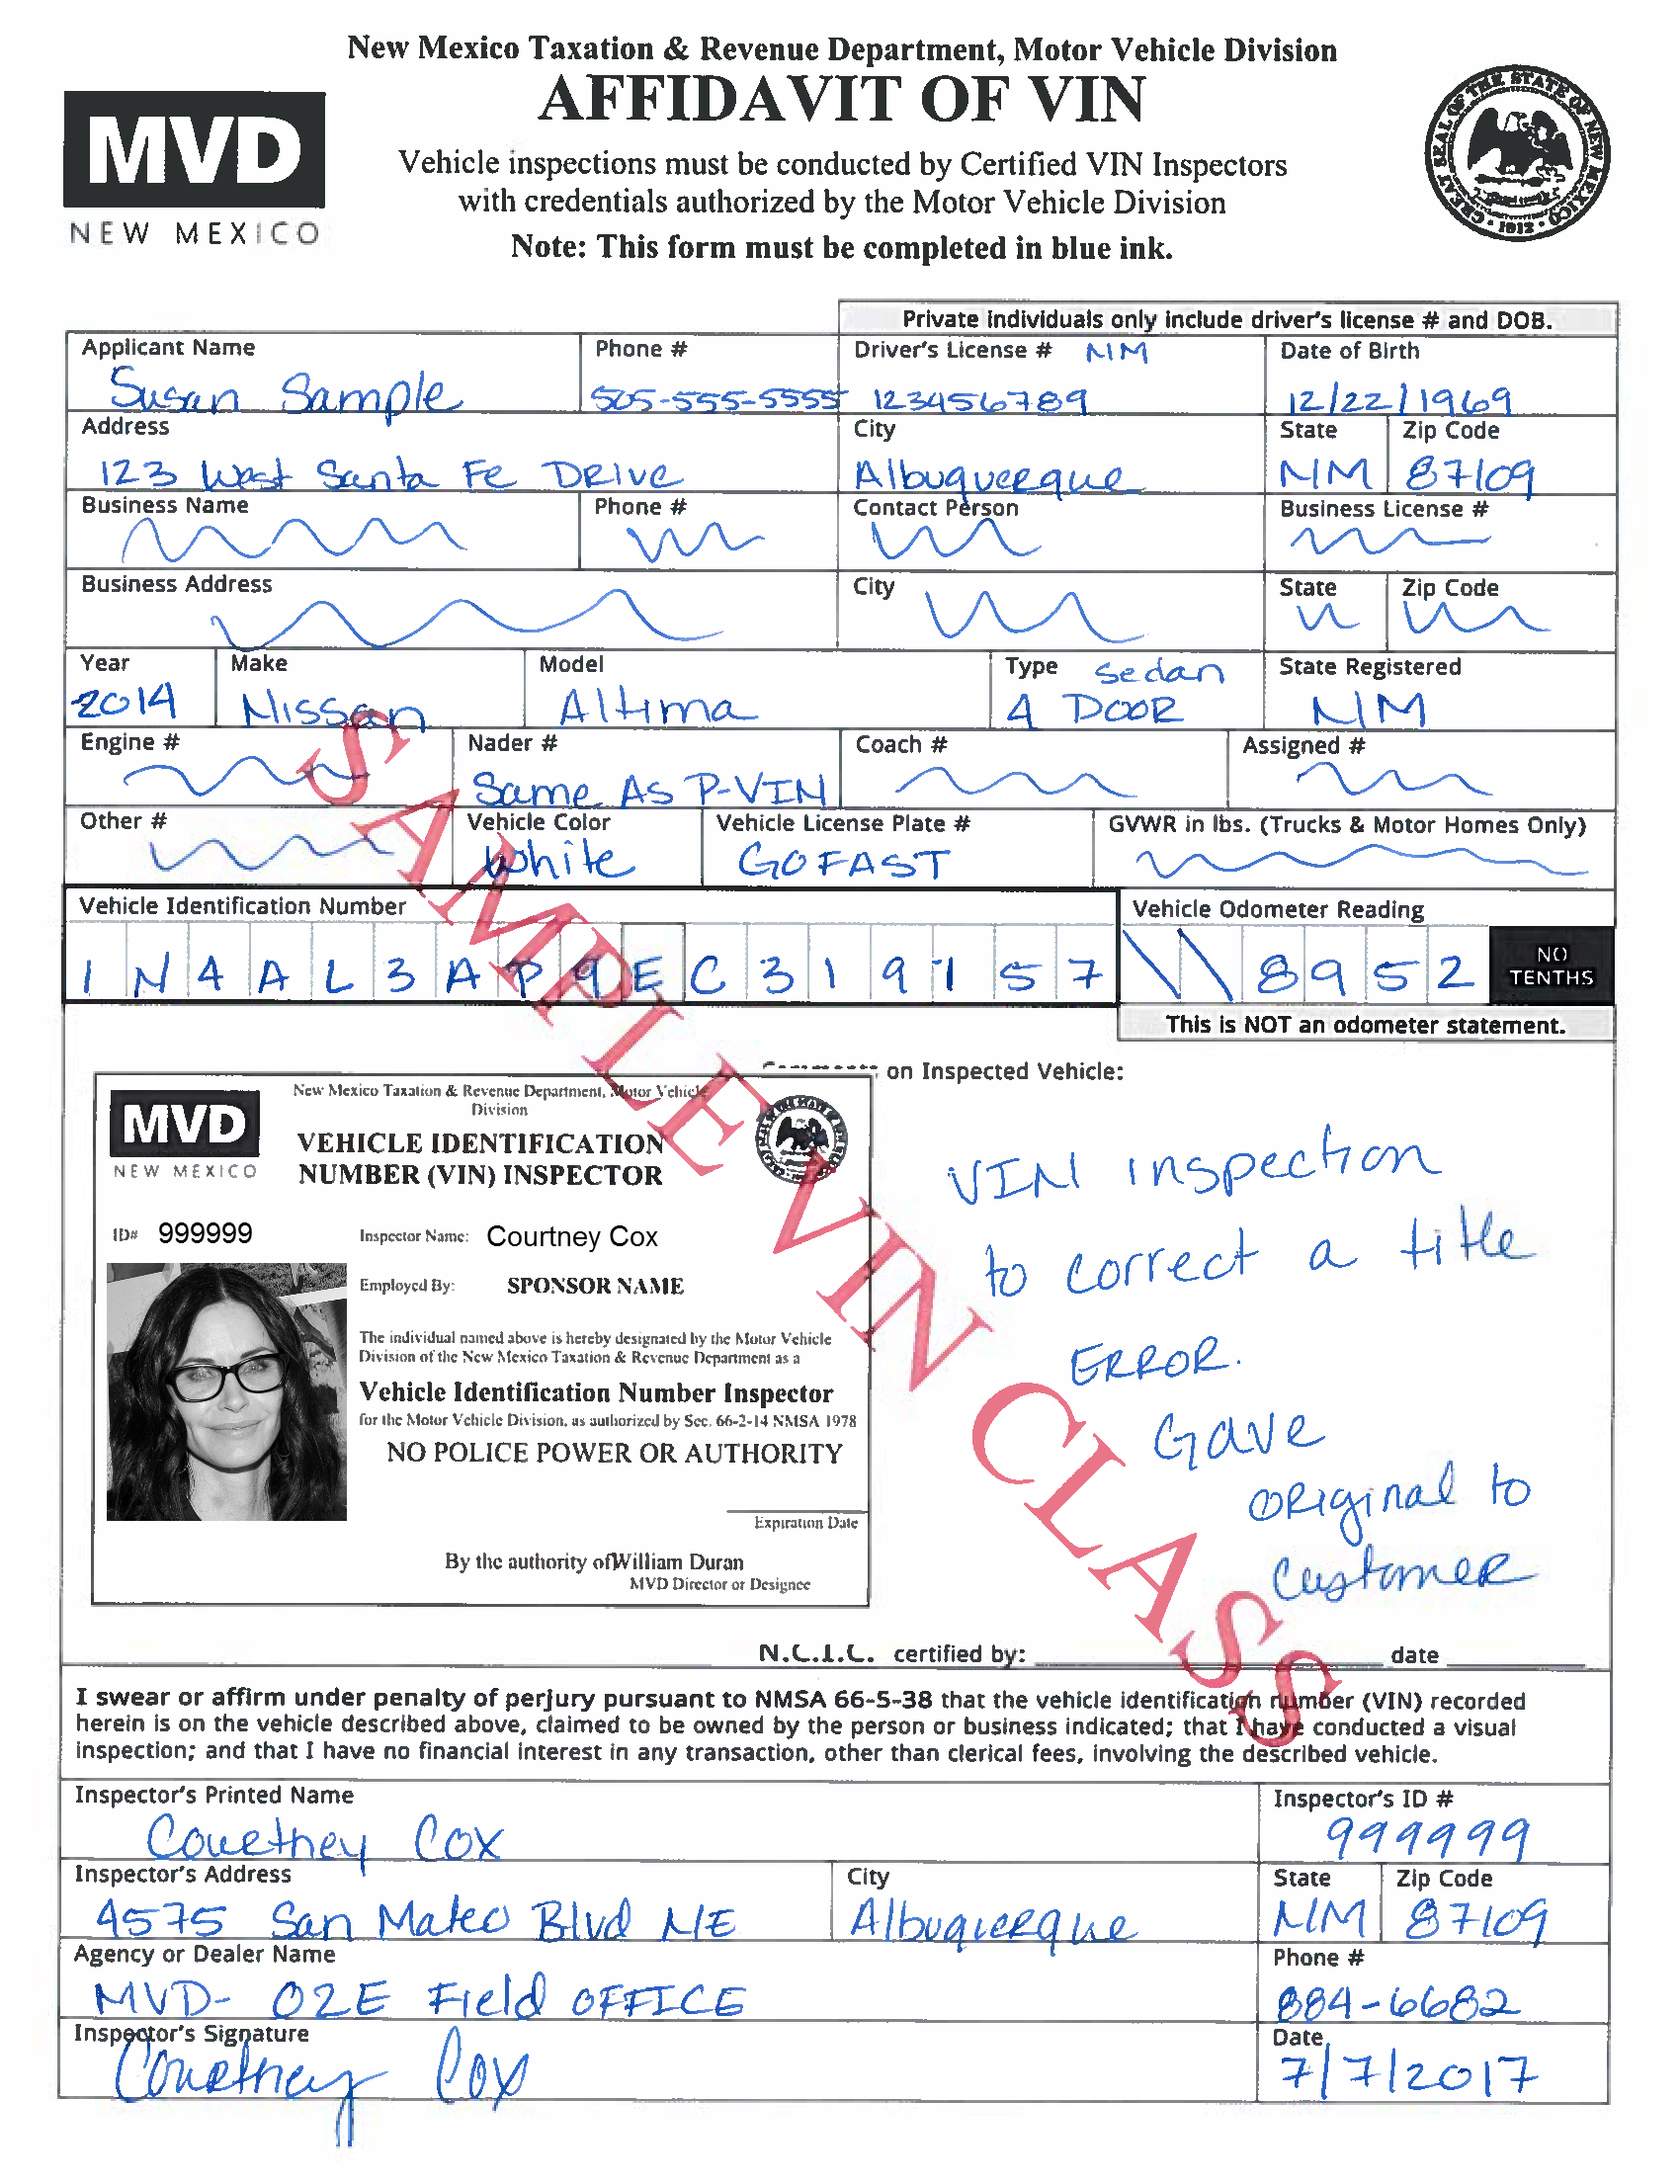 New Mexico Taxation & Revenue Department, Motor Vehicle Division
AFFIDAVIT OF VIN
MVD
NEW MEXICO
Vehicle inspections must be conducted by Certified VIN Inspectors
with credentials authorized by the Motor Vehicle Division
Note: This form must be completed in blue ink.
GREAT SEAL OF THE STATE OF NEW MEXICO
1912
Private individuals only include driver's license # and DOB.
Applicant Name Phone # Driver's License # NM Date of Birth
Susan Sample 505-555-5555 123456789 12/22/1969
Address City State Zip Code
123 West Santa Fe DRIVE Albuquerque NM 87109
Business Name Phone # Contact Person Business License #
Business Address City State Zip Code
Year Make Model Type sedan State Registered
2014 Nissan Altima 4 DOOR NM
Engine # Nader # Coach # Assigned #
Same AS P-VIN
Other # Vehicle Color Vehicle License Plate # GVWR in lbs. (Trucks & Motor Homes Only)
White GOFAST
Vehicle Identification Number Vehicle Odometer Reading
1 N 4 A L 3 A P 9 E C 3 1 9 1 5 7 \ \ 8 9 5 2 NO TENTHS
This is NOT an odometer statement.
on Inspected Vehicle:
New Mexico Taxation & Revenue Department, Motor Vehicle
Division
MVD
NEW MEXICO
VEHICLE IDENTIFICATION
NUMBER (VIN) INSPECTOR
ID# 999999 Inspector Name: Courtney Cox
Employed By: SPONSOR NAME
The individual named above is hereby designated by the Motor Vehicle
Division of the New Mexico Taxation & Revenue Department as a
Vehicle Identification Number Inspector
for the Motor Vehicle Division, as authorized by Sec. 66-2-14 NMSA 1978
NO POLICE POWER OR AUTHORITY
Expiration Date
By the authority ofWilliam Duran
MVD Director or Designee
VIN inspection
to correct a title
ERROR.
Gave
ORiginal to
CustomeR
SAMPLE VIN CLASS
N.C.I.C. certified by: date
I swear or affirm under penalty of perjury pursuant to NMSA 66-5-38 that the vehicle identification number (VIN) recorded
herein is on the vehicle described above, claimed to be owned by the person or business indicated; that I have conducted a visual
inspection; and that I have no financial interest in any transaction, other than clerical fees, involving the described vehicle.
Inspector's Printed Name Inspector's ID #
Courtney Cox 999999
Inspector's Address City State Zip Code
4575 San Mateo Blvd NE Albuquerque NM 87109
Agency or Dealer Name Phone #
MVD- 02E Field OFFICE 884-6682
Inspector's Signature Date
Courtney Cox 7/7/2017